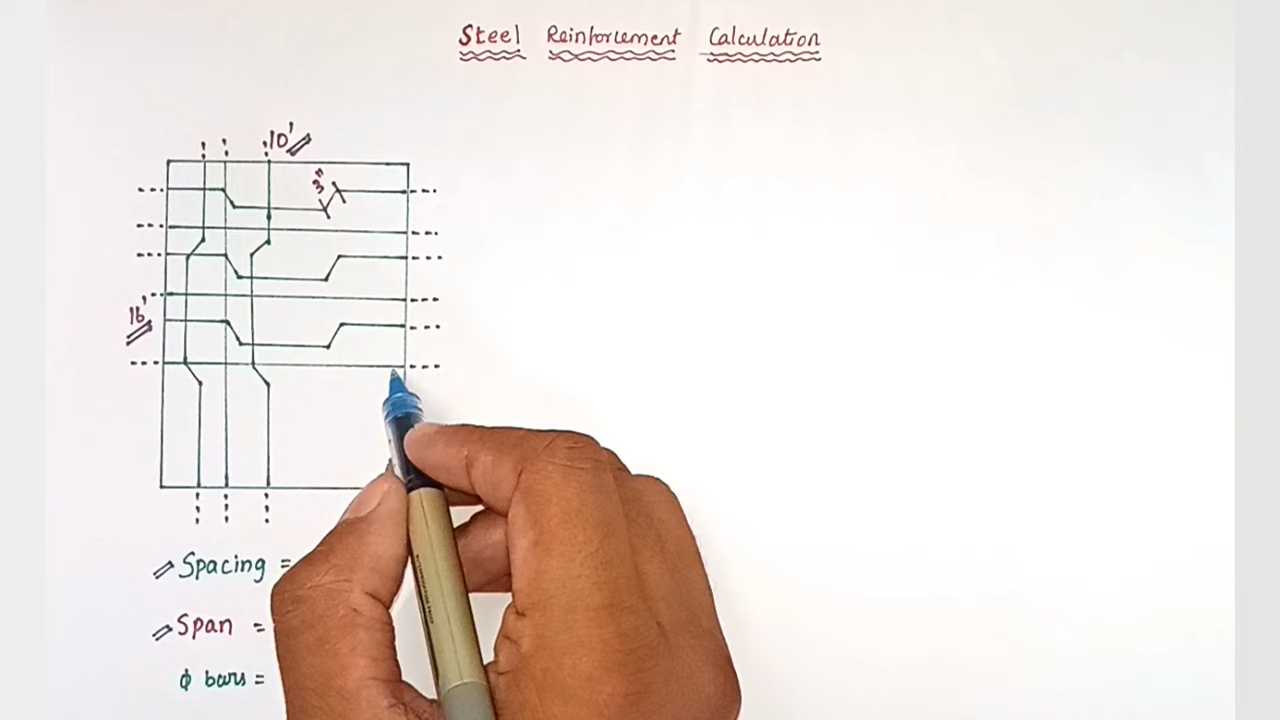 Steel Reinforcement Calculation
10'
3"
16'
Spacing =
Span =
ϕ bars =